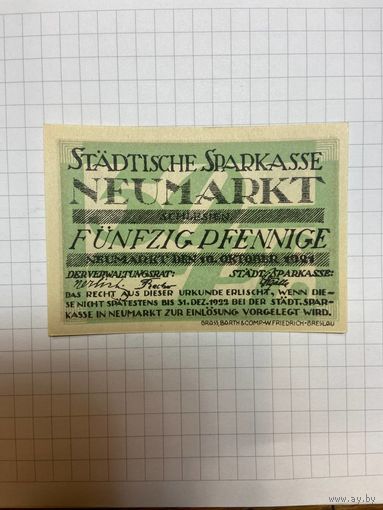 STÄDTISCHE SPARKASSE
NEUMARKT
SCHLESIEN
FÜNFZIG PFENNIGE
NEUMARKT DEN 10. OKTOBER 1921
DER VERWALTUNGSRAT: STÄDT. SPARKASSE:
DAS RECHT AUS DIESER URKUNDE ERLISCHT, WENN DIE-
SE NICHT SPÄTESTENS BIS 31. DEZ. 1922 BEI DER STÄDT. SPAR-
KASSE IN NEUMARKT ZUR EINLÖSUNG VORGELEGT WIRD.
GRASS, BARTH & COMP.-W. FRIEDRICH-BRESLAU
www.ay.by